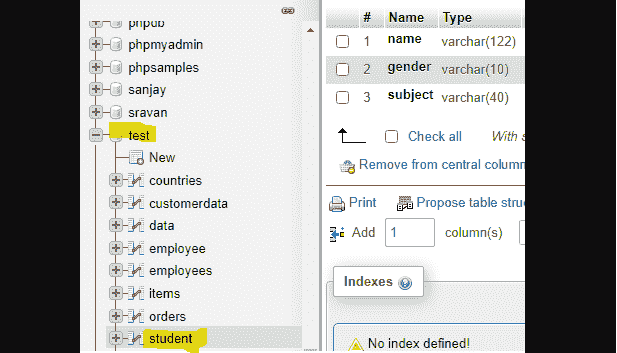 phpdb
phpmyadmin
phpsamples
sanjay
sravan
test
New
countries
customerdata
data
employee
employees
items
orders
student
# Name Type
1 name varchar(122)
2 gender varchar(10)
3 subject varchar(40)
Check all With s
Remove from central column
Print Propose table stru
Add 1 column(s)
Indexes
No index defined!